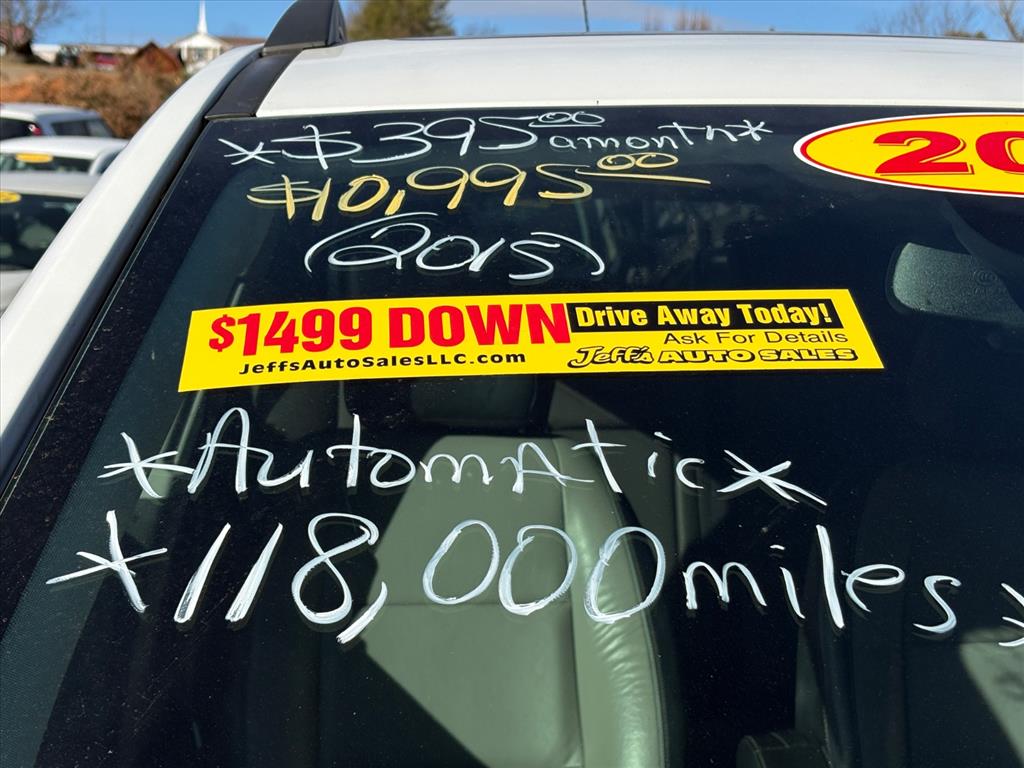 *$395.00 a month*
$10,995.00
20
(2015)
$1499 DOWN Drive Away Today!
Ask For Details
JeffsAutoSalesLLC.com Jeff's AUTO SALES
*Automatic*
*118,000 miles*